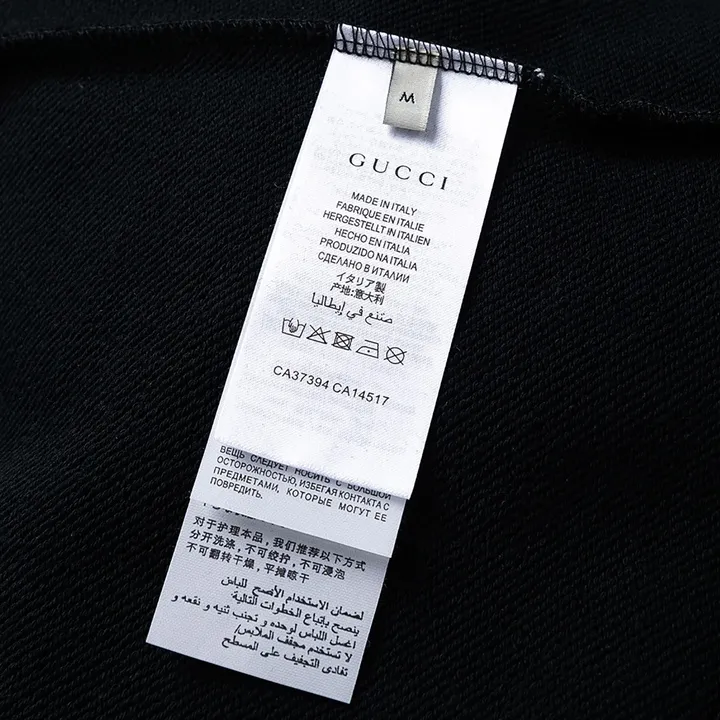 M
GUCCI
MADE IN ITALY
FABRIQUE EN ITALIE
HERGESTELLT IN ITALIEN
HECHO EN ITALIA
PRODUZIDO NA ITALIA
СДЕЛАНО В ИТАЛИИ
イタリア製
产地:意大利
صنع في إيطاليا
CA37394 CA14517
ВЕЩЬ СЛЕДУЕТ НОСИТЬ С БОЛЬШОЙ
ОСТОРОЖНОСТЬЮ, ИЗБЕГАЯ КОНТАКТА С
ПРЕДМЕТАМИ, КОТОРЫЕ МОГУТ ЕЕ
ПОВРЕДИТЬ.
对于护理本品，我们推荐以下方式
分开洗涤，不可绞拧，不可浸泡
不可翻转干燥，平摊晾干
لضمان الاستخدام الأصح للباس
ينصح بإتباع الخطوات التالية:
اغسل اللباس لوحده و تجنب ثنيه و نقعه و
لا تستخدم مجفف الملابس/
تفادي التجفيف على المسطح